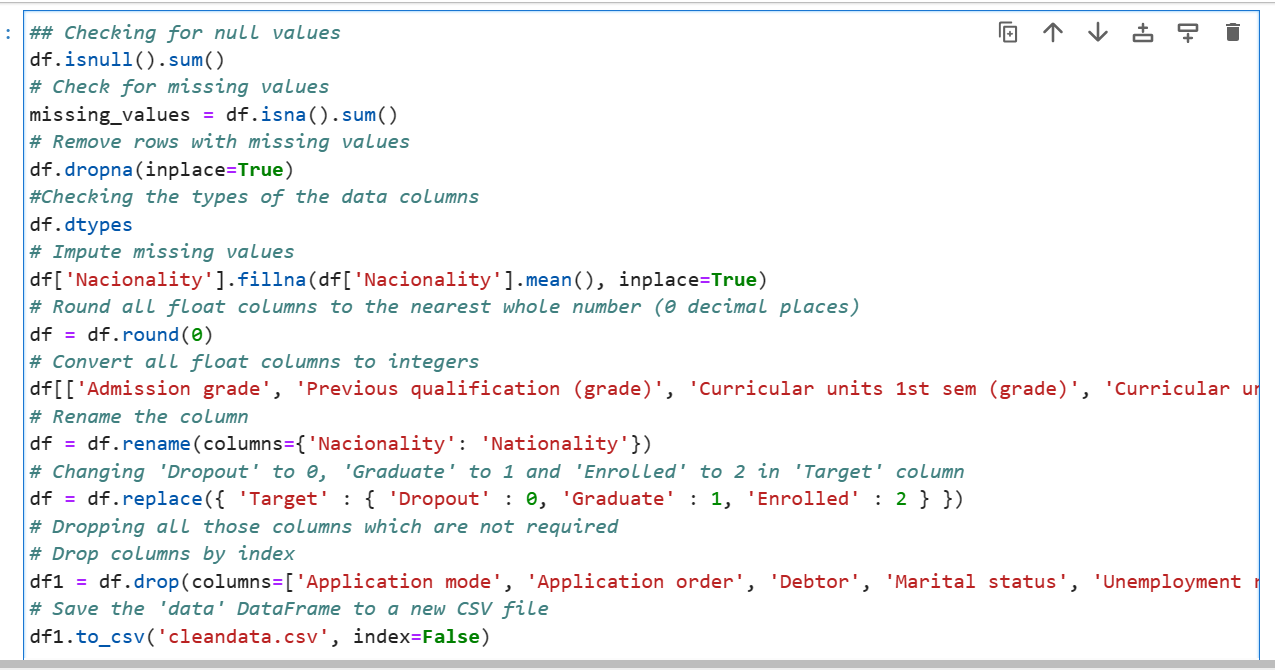 : ## Checking for null values
df.isnull().sum()
# Check for missing values
missing_values = df.isna().sum()
# Remove rows with missing values
df.dropna(inplace=True)
#Checking the types of the data columns
df.dtypes
# Impute missing values
df['Nacionality'].fillna(df['Nacionality'].mean(), inplace=True)
# Round all float columns to the nearest whole number (0 decimal places)
df = df.round(0)
# Convert all float columns to integers
df[['Admission grade', 'Previous qualification (grade)', 'Curricular units 1st sem (grade)', 'Curricular
# Rename the column
df = df.rename(columns={'Nacionality': 'Nationality'})
# Changing 'Dropout' to 0, 'Graduate' to 1 and 'Enrolled' to 2 in 'Target' column
df = df.replace({ 'Target' : { 'Dropout' : 0, 'Graduate' : 1, 'Enrolled' : 2 } })
# Dropping all those columns which are not required
# Drop columns by index
df1 = df.drop(columns=['Application mode', 'Application order', 'Debtor', 'Marital status', 'Unemployment
# Save the 'data' DataFrame to a new CSV file
df1.to_csv('cleandata.csv', index=False)